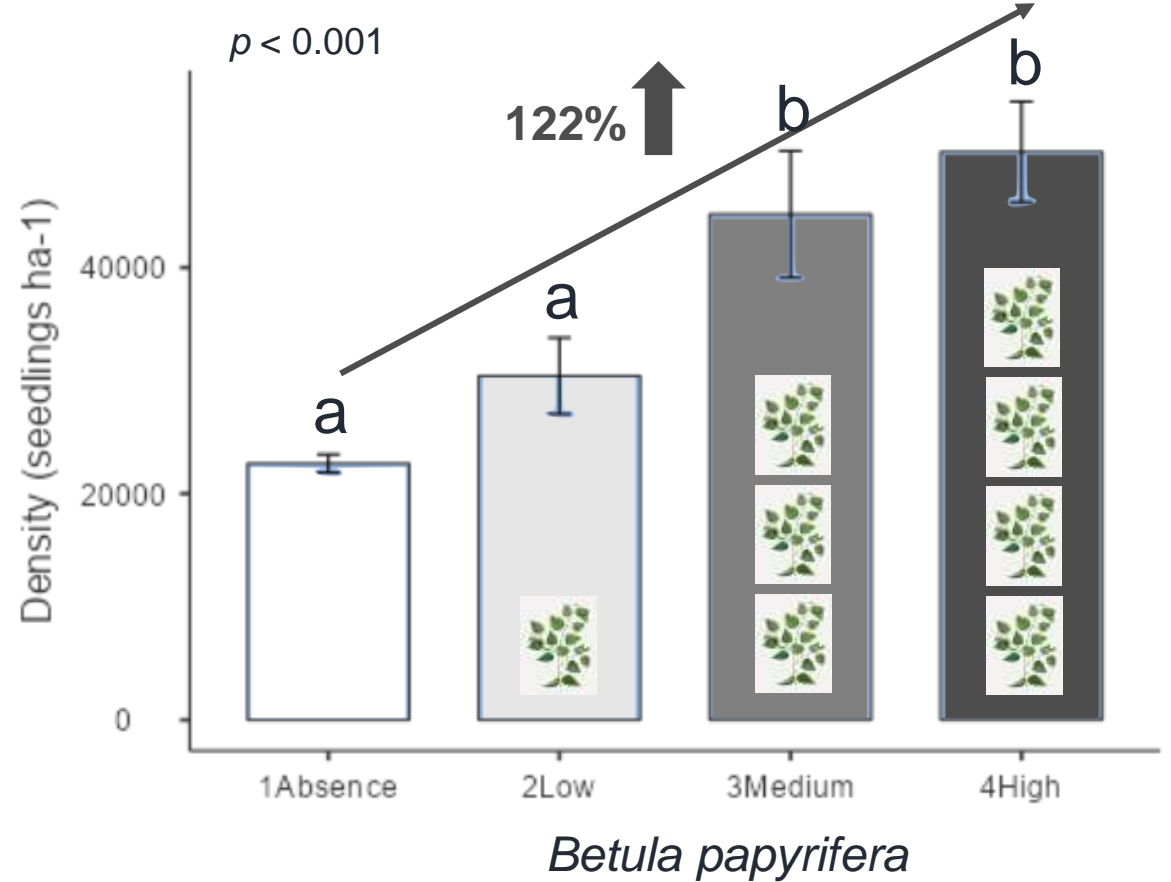 p < 0.001
122%
b
b
a
a
Density (seedlings ha-1)
40000
20000
0
1Absence
2Low
3Medium
4High
Betula papyrifera